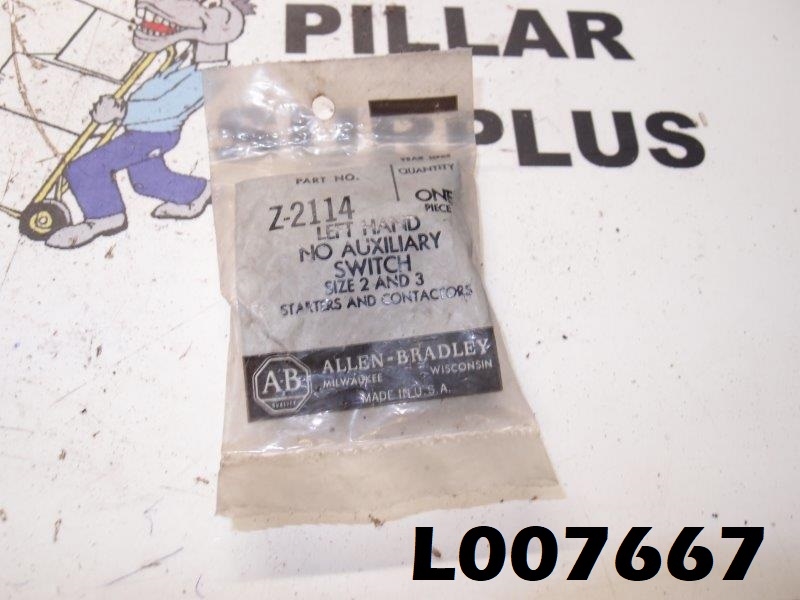 PILLAR
PLUS
PART NO.
QUANTITY
Z-2114
ONE
PIECE
LEFT HAND
NO AUXILIARY
SWITCH
SIZE 2 AND 3
STARTERS AND CONTACTORS
AB
QUALITY
ALLEN-BRADLEY
MILWAUKEE WISCONSIN
MADE IN U.S.A.
L007667